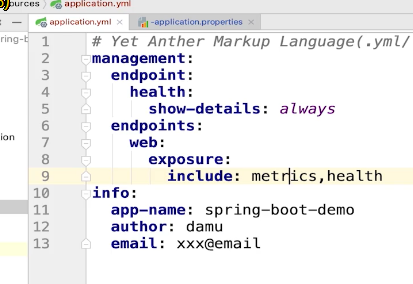 ources
application.yml
application.yml
-application.properties
ring-b
ion
1 # Yet Anther Markup Language(.yml/
2 management:
3 endpoint:
4 health:
5 show-details: always
6 endpoints:
7 web:
8 exposure:
9 include: metrics,health
10 info:
11 app-name: spring-boot-demo
12 author: damu
13 email: xxx@email